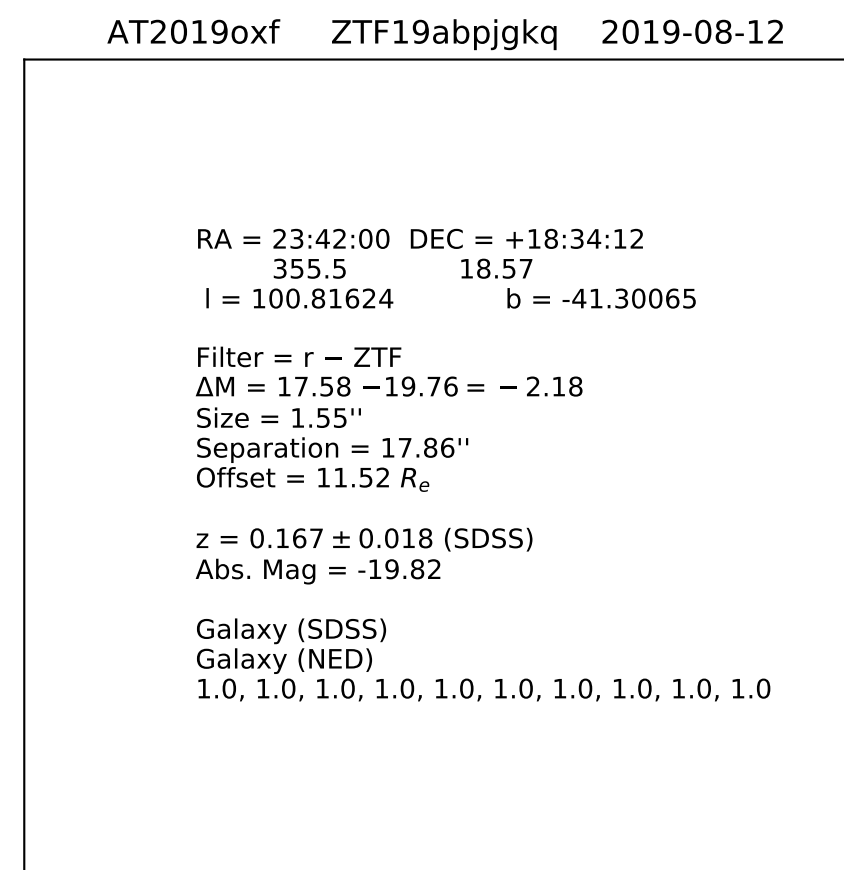 AT2019oxf ZTF19abpjgkq 2019-08-12
RA = 23:42:00 DEC = +18:34:12
355.5 18.57
l = 100.81624 b = -41.30065
Filter = r − ZTF
ΔM = 17.58 −19.76 = − 2.18
Size = 1.55''
Separation = 17.86''
Offset = 11.52 Rₑ
z = 0.167 ± 0.018 (SDSS)
Abs. Mag = -19.82
Galaxy (SDSS)
Galaxy (NED)
1.0, 1.0, 1.0, 1.0, 1.0, 1.0, 1.0, 1.0, 1.0, 1.0